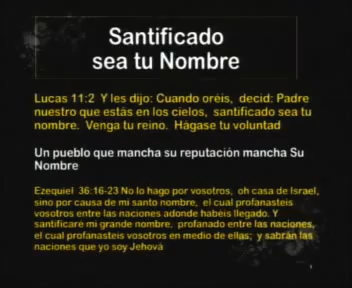 Santificado
sea tu Nombre
Lucas 11:2 Y les dijo: Cuando oréis, decid: Padre
nuestro que estás en los cielos, santificado sea tu
nombre. Venga tu reino. Hágase tu voluntad
Un pueblo que mancha su reputación mancha Su
Nombre
Ezequiel 36:16-23 No lo hago por vosotros, oh casa de Israel,
sino por causa de mi santo nombre, el cual profanasteis
vosotros entre las naciones adonde habéis llegado. Y
santificaré mi grande nombre, profanado entre las naciones,
el cual profanasteis vosotros en medio de ellas; y sabrán las
naciones que yo soy Jehová